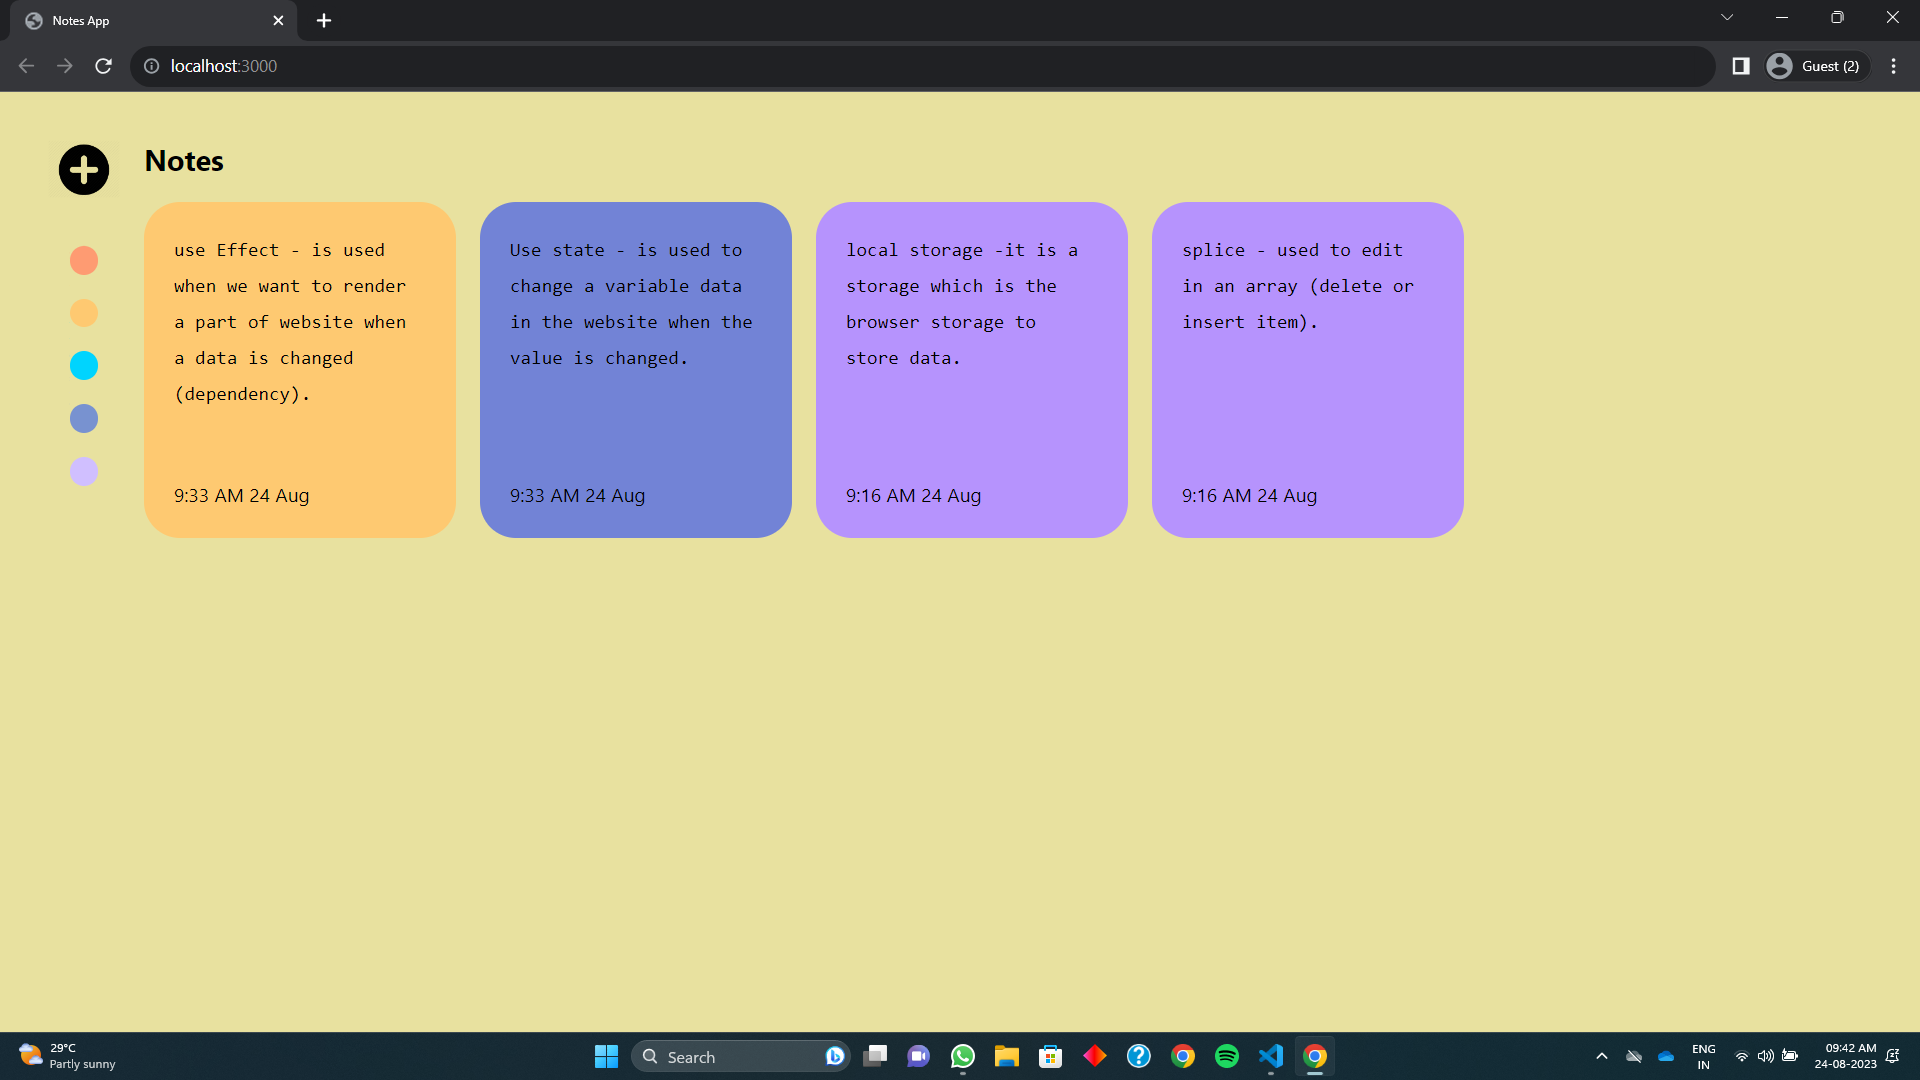 Notes App
localhost:3000
Guest (2)
Notes
use Effect - is used
when we want to render
a part of website when
a data is changed
(dependency).
9:33 AM 24 Aug
Use state - is used to
change a variable data
in the website when the
value is changed.
9:33 AM 24 Aug
local storage -it is a
storage which is the
browser storage to
store data.
9:16 AM 24 Aug
splice - used to edit
in an array (delete or
insert item).
9:16 AM 24 Aug
29°C
Partly sunny
Search
ENG
IN
09:42 AM
24-08-2023